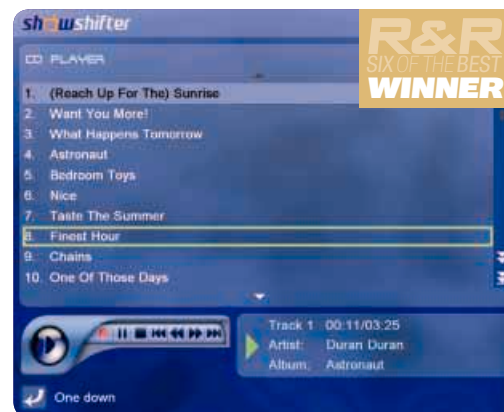 showshifter
R&R
SIX OF THE BEST
WINNER
CD PLAYER
1. (Reach Up For The) Sunrise
2. Want You More!
3. What Happens Tomorrow
4. Astronaut
5. Bedroom Toys
6. Nice
7. Taste The Summer
8. Finest Hour
9. Chains
10. One Of Those Days
Track 1 00:11/03:25
Artist: Duran Duran
Album: Astronaut
One down